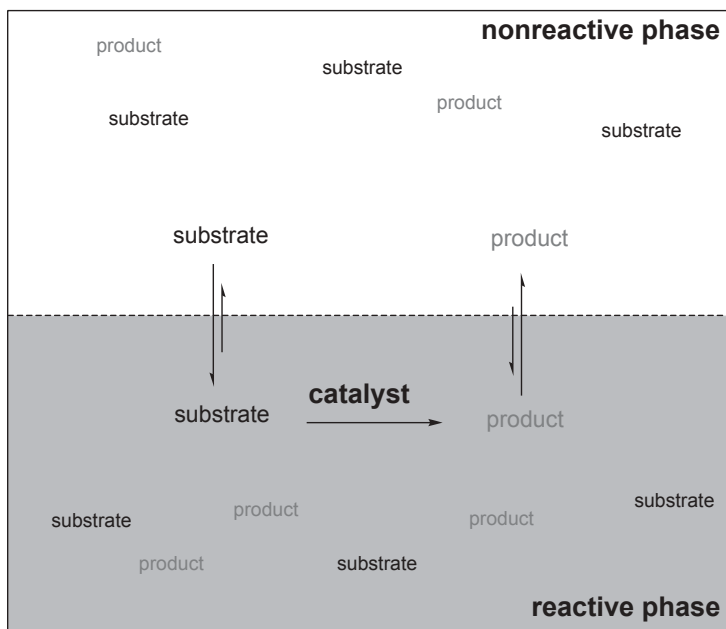 nonreactive phase
product
substrate
product
substrate
substrate
substrate
product
catalyst
substrate
product
substrate
product
product
substrate
product
substrate
reactive phase